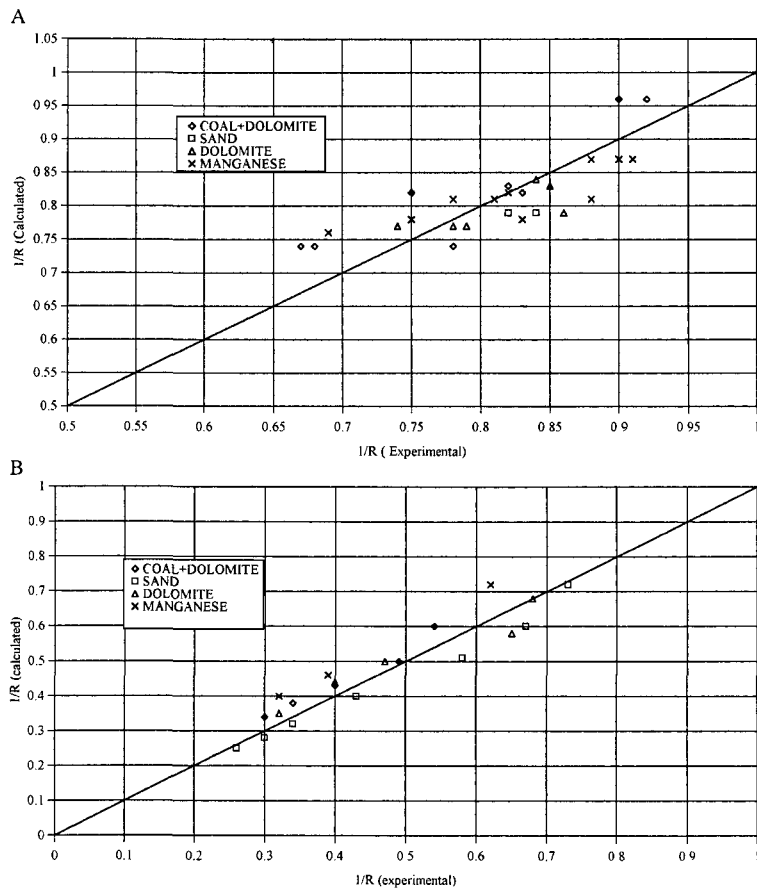 A
1.05
1
0.95
0.9
0.85
0.8
0.75
0.7
0.65
0.6
0.55
0.5
1/R (Calculated)
COAL+DOLOMITE
SAND
DOLOMITE
MANGANESE
0.5 0.55 0.6 0.65 0.7 0.75 0.8 0 85 0.9 0 95 1
1/R ( Experimental)
B
1
0.9
0.8
0.7
0.6
0.5
0.4
0.3
0.2
0.1
0
1/R (calculated)
COAL+DOLOMITE
SAND
DOLOMITE
MANGANESE
0 0.1 0.2 0.3 0 4 0.5 0.6 0.7 0.8 0 9 1
1/R (experimental)